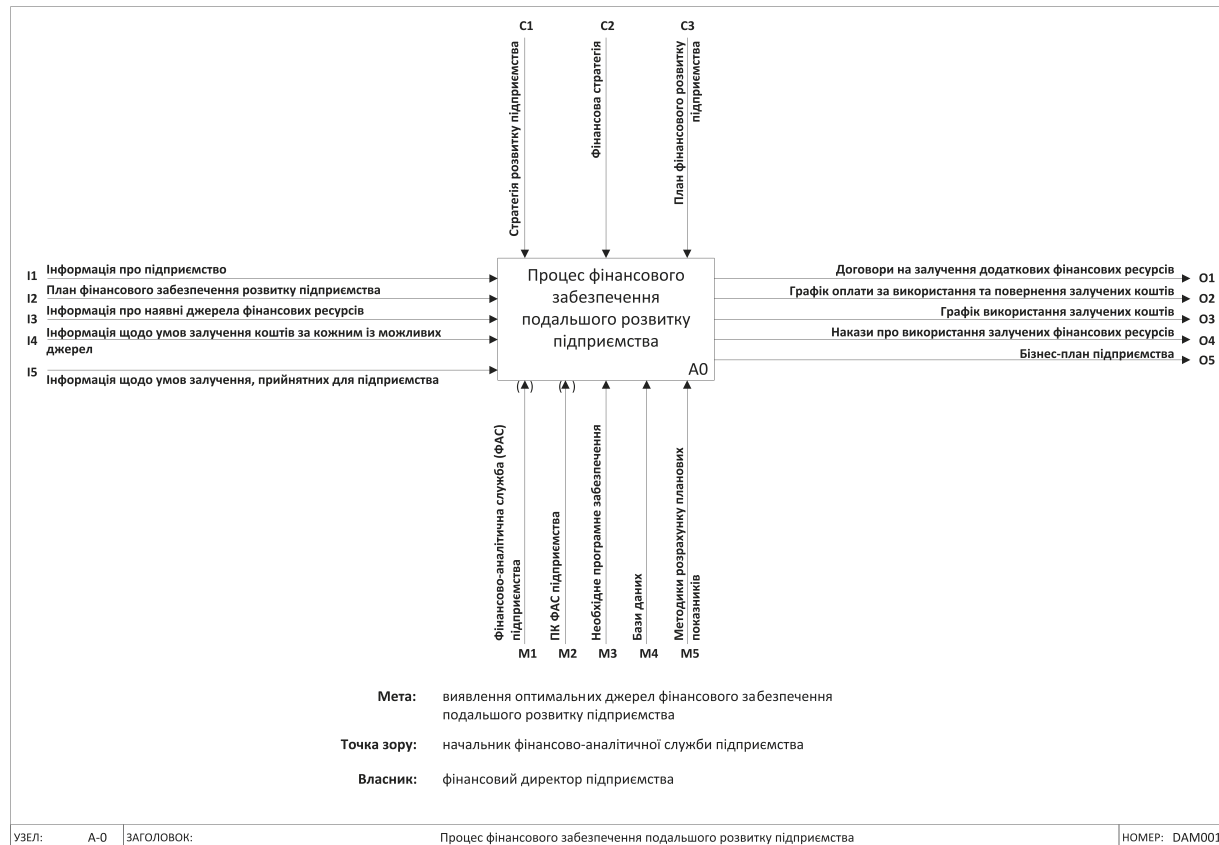 C1
C2
C3
Стратегія розвитку підприємства
Фінансова стратегія
План фінансового розвитку
підприємства
I1 Інформація про підприємство
I2 План фінансового забезпечення розвитку підприємства
I3 Інформація про наявні джерела фінансових ресурсів
I4 Інформація щодо умов залучення коштів за кожним із можливих
джерел
I5 Інформація щодо умов залучення, прийнятних для підприємства
Процес фінансового
забезпечення
подальшого розвитку
підприємства
A0
Договори на залучення додаткових фінансових ресурсів O1
Графік оплати за використання та повернення залучених коштів O2
Графік використання залучених коштів O3
Накази про використання залучених фінансових ресурсів O4
Бізнес-план підприємства O5
Фінансово-аналітична служба (ФАС)
підприємства
ПК ФАС підприємства
Необхідне програмне забезпечення
Бази даних
Методики розрахунку планових
показників
M1
M2
M3
M4
M5
Мета: виявлення оптимальних джерел фінансового забезпечення
подальшого розвитку підприємства
Точка зору: начальник фінансово-аналітичної служби підприємства
Власник: фінансовий директор підприємства
УЗЕЛ: A-0 ЗАГОЛОВОК: Процес фінансового забезпечення подальшого розвитку підприємства НОМЕР: DAM001